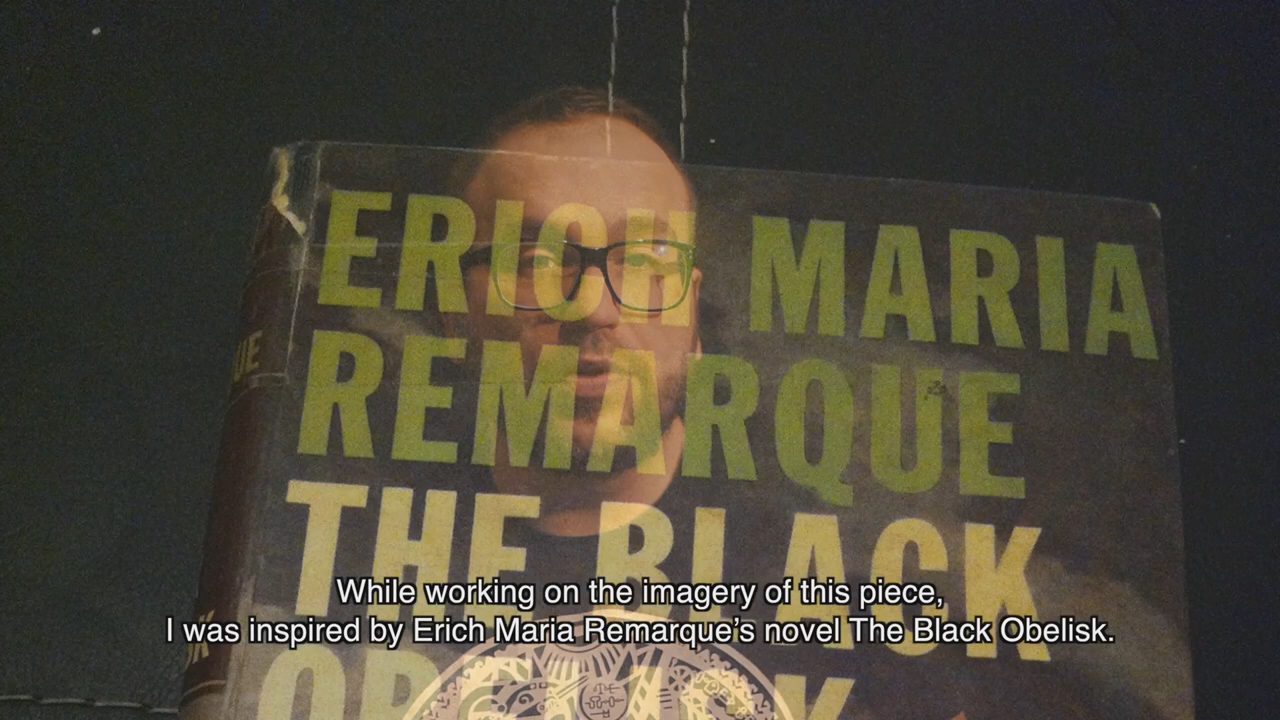 ERICH MARIA
REMARQUE
UE
THE BLACK
While working on the imagery of this piece,
I was inspired by Erich Maria Remarque's novel The Black Obelisk.